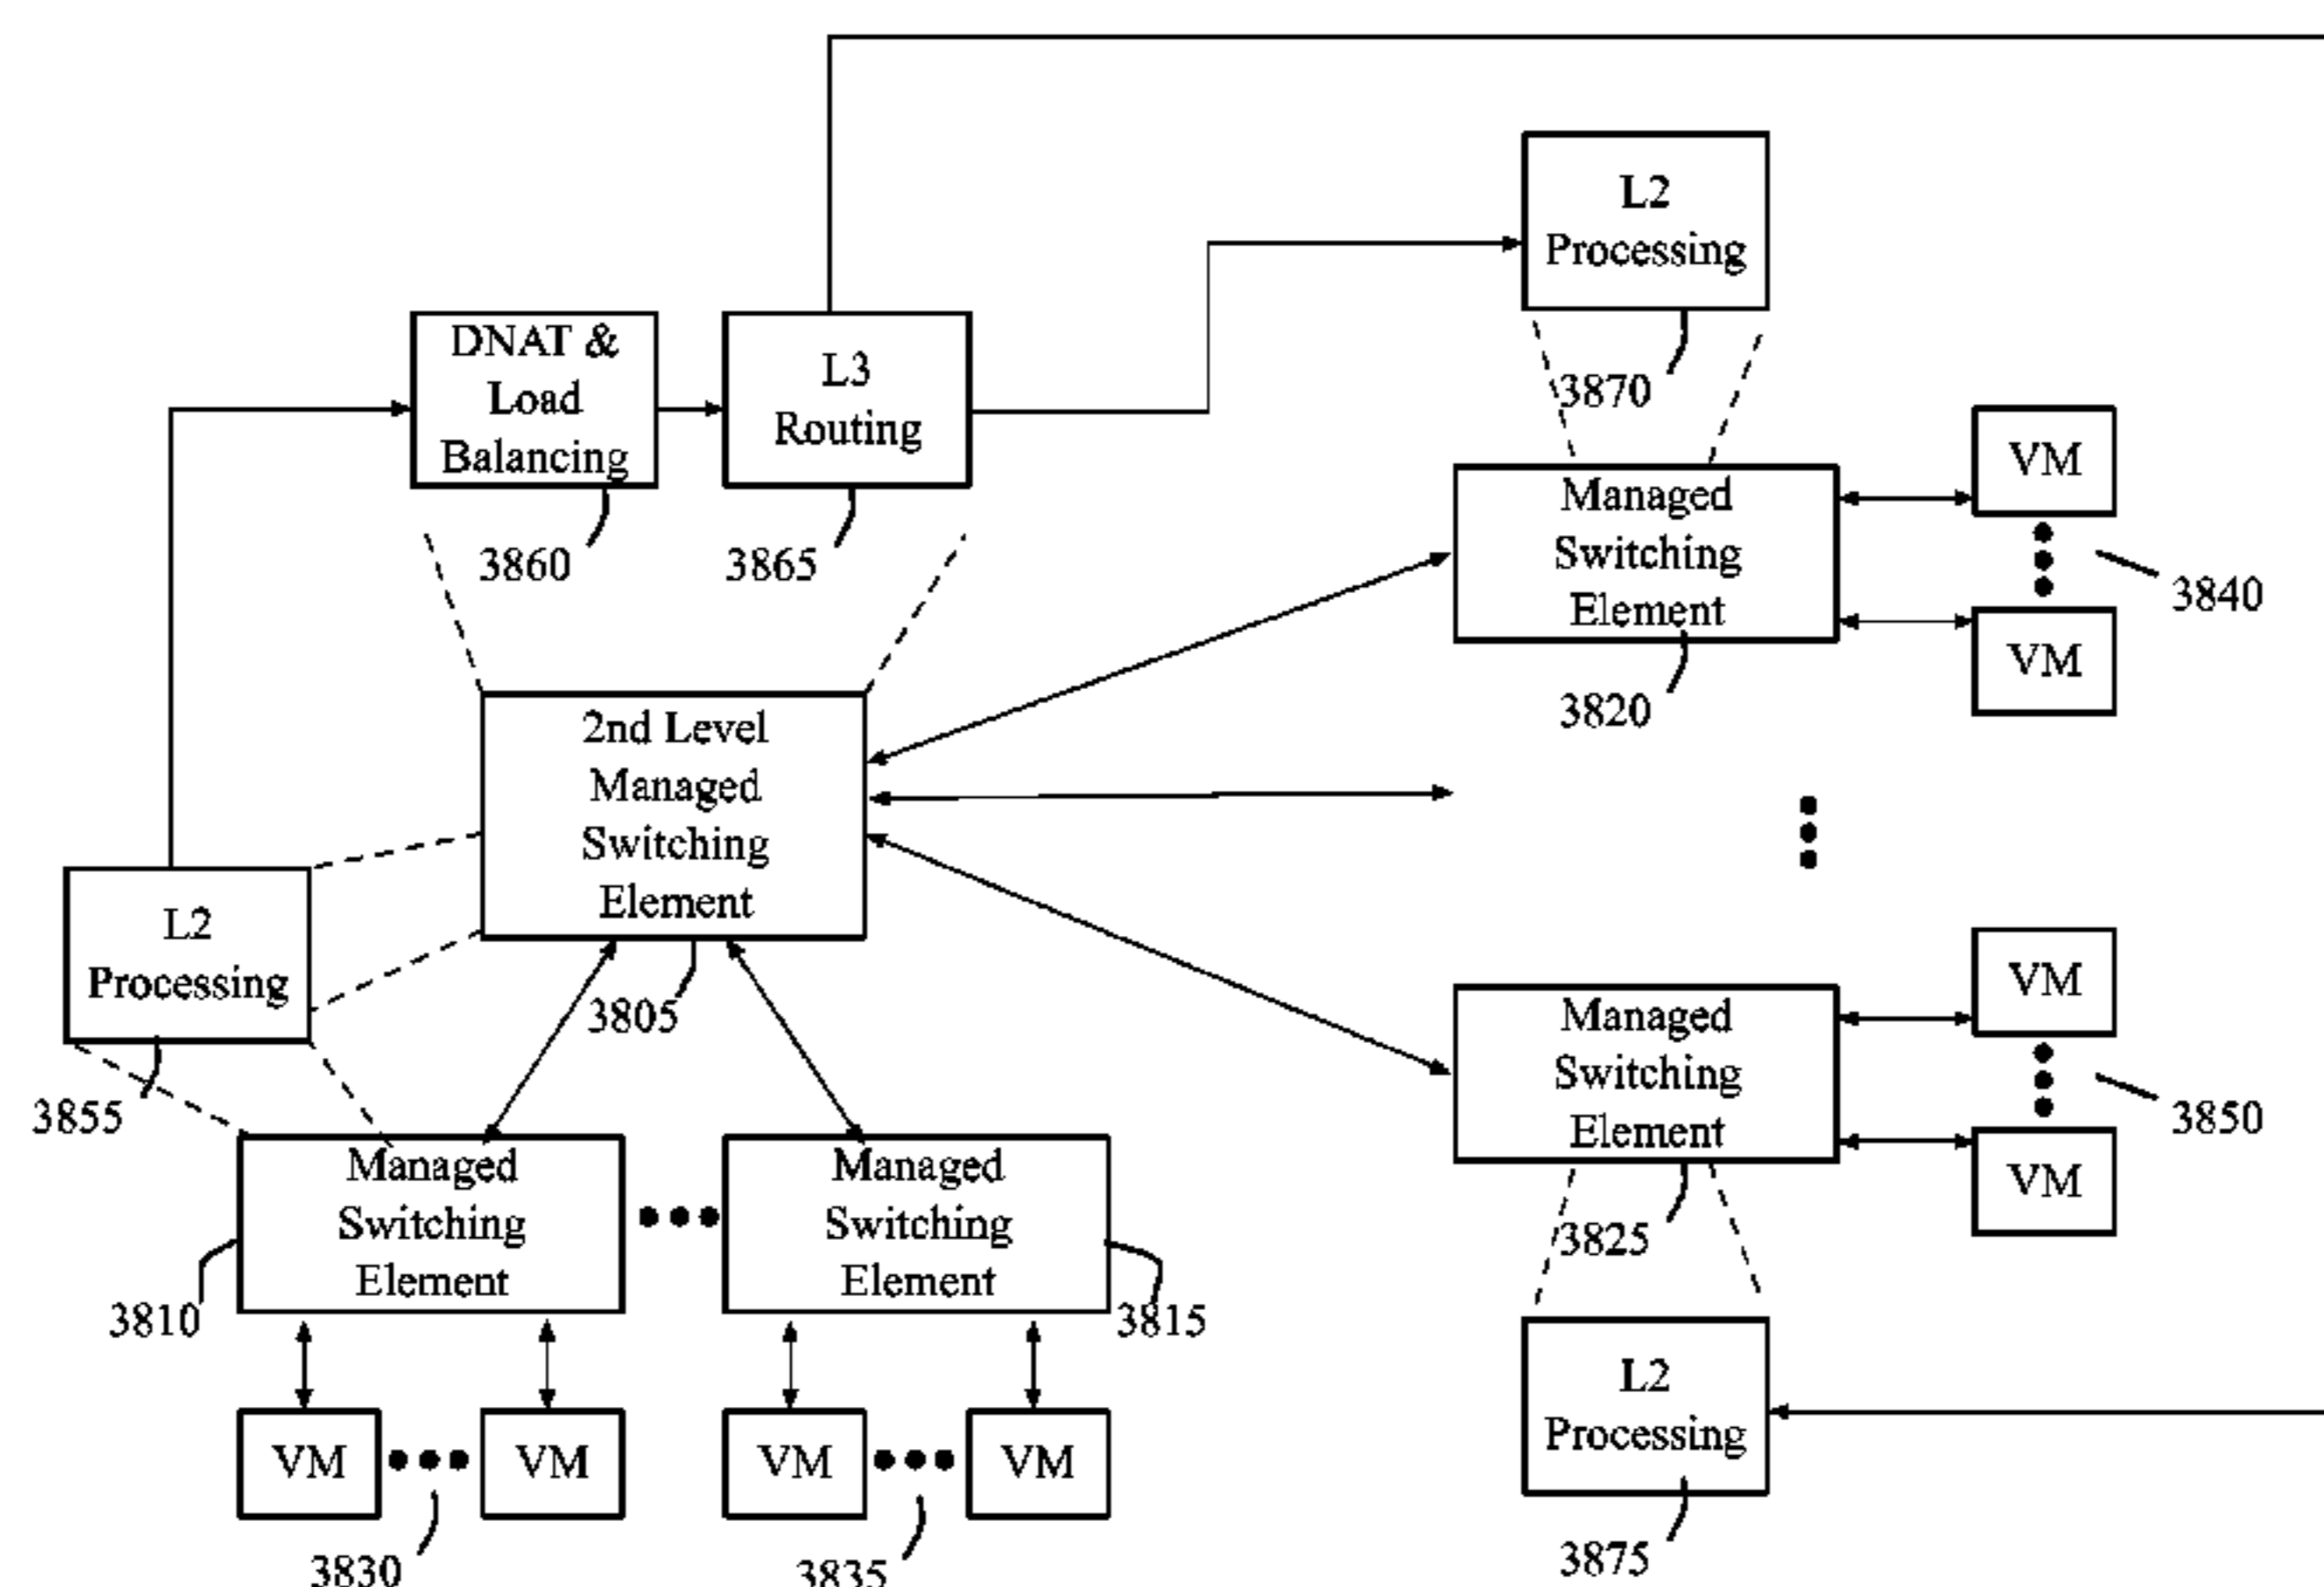 L2
Processing
3870
DNAT &
Load
Balancing
3860
L3
Routing
3865
VM
3840
VM
Managed
Switching
Element
3820
2nd Level
Managed
Switching
Element
3805
L2
Processing
3855
Managed
Switching
Element
3825
VM
3850
VM
Managed
Switching
Element
3810
Managed
Switching
Element
3815
L2
Processing
3875
VM
VM
3830
VM
VM
3835